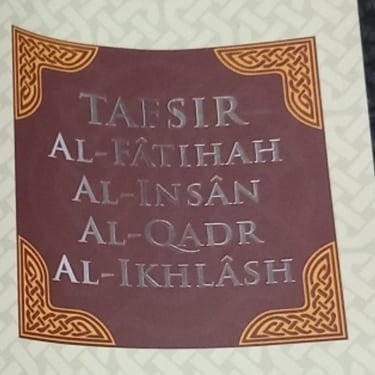 TAFSIR
AL-FÂTIHAH
AL-INSÂN
AL-QADR
AL-IKHLÂSH